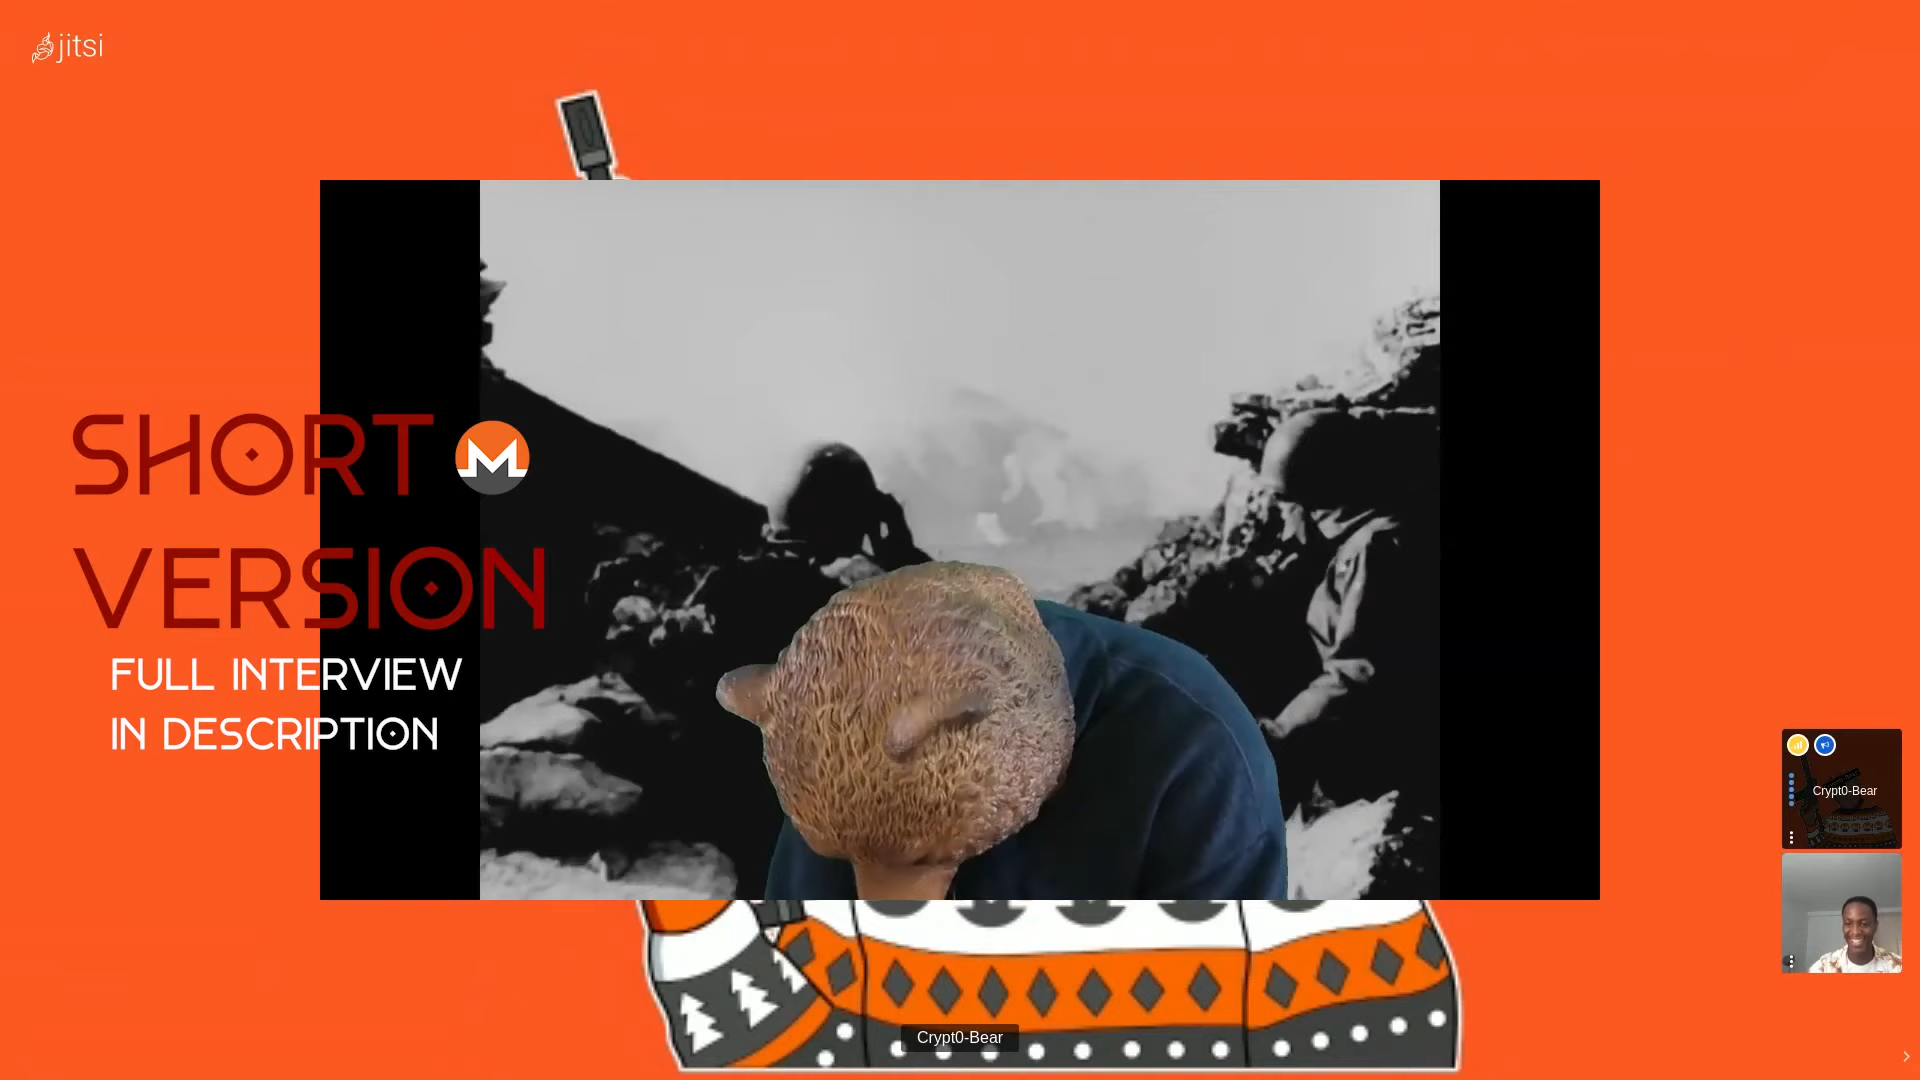 jitsi
SHORT
VERSION
FULL INTERVIEW
IN DESCRIPTION
Crypt0-Bear
Crypt0-Bear